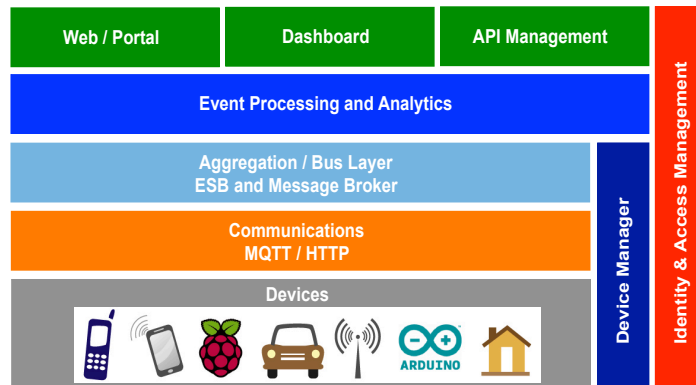 Web / Portal
Dashboard
API Management
Event Processing and Analytics
Aggregation / Bus Layer
ESB and Message Broker
Communications
MQTT / HTTP
Devices
ARDUINO
Device Manager
Identity & Access Management